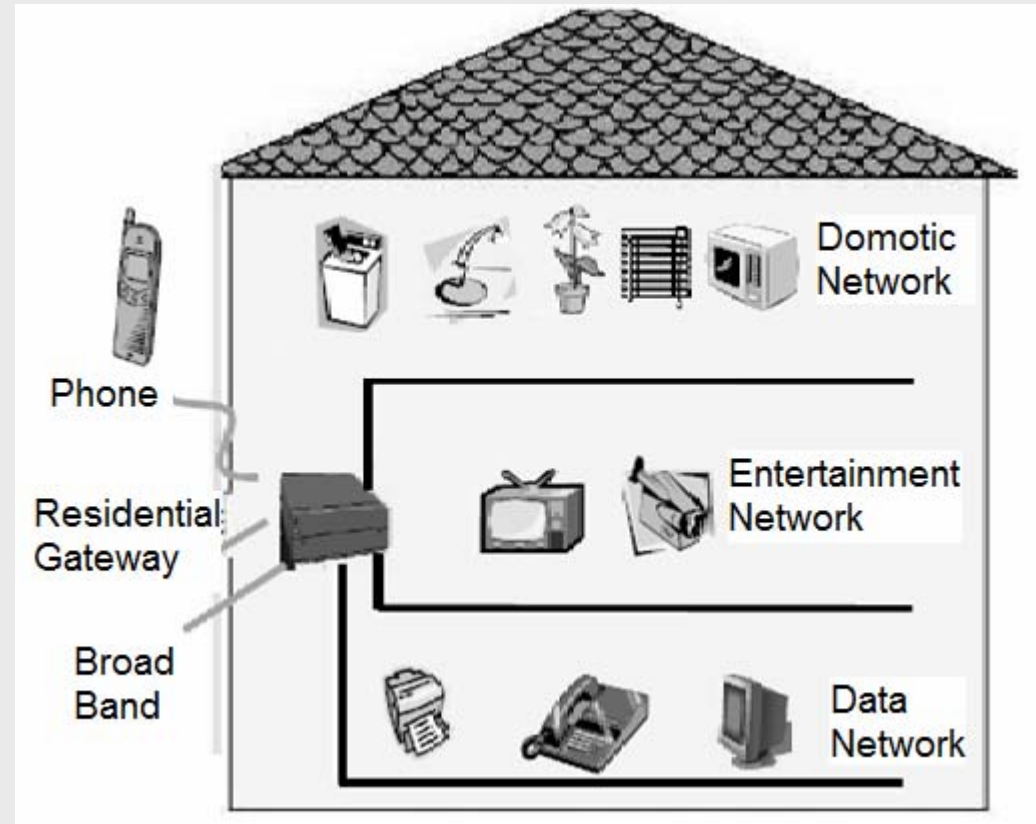 Domotic
Network
Phone
Entertainment
Network
Residential
Gateway
Broad
Band
Data
Network